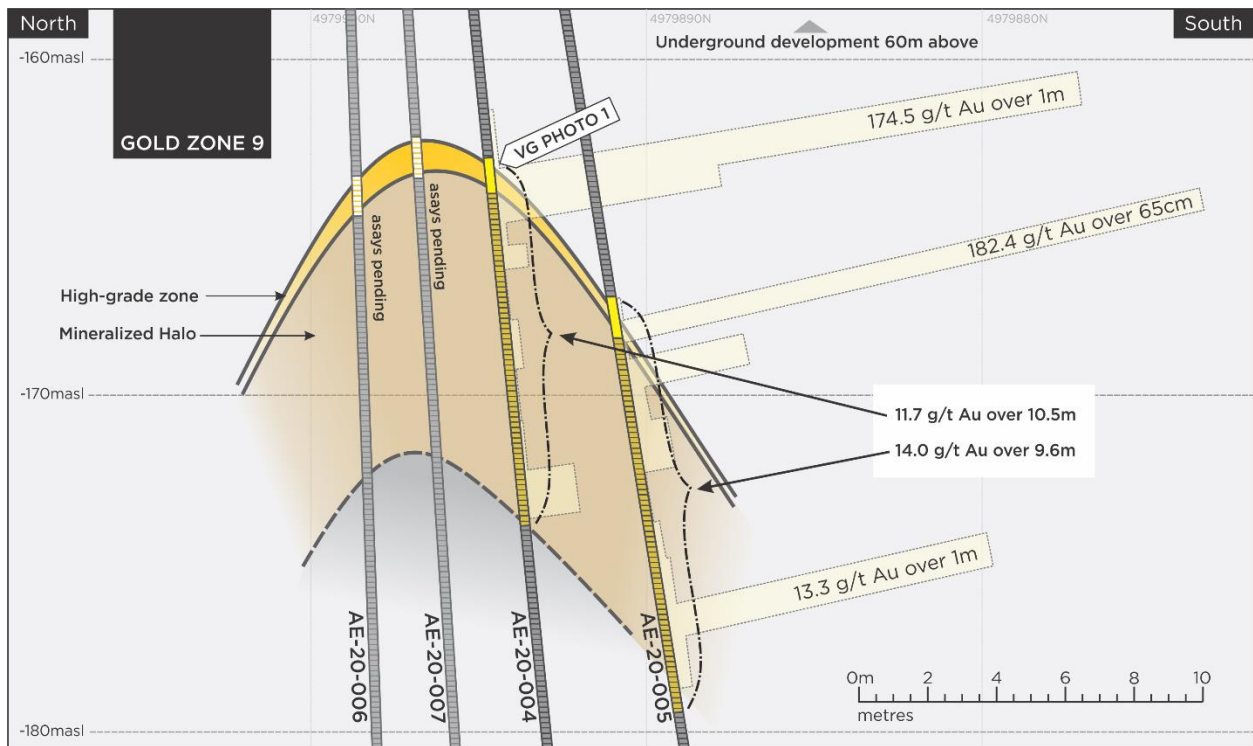 North
4979900N
4979890N
4979880N
South
Underground development 60m above
-160masl
GOLD ZONE 9
VG PHOTO 1
174.5 g/t Au over 1m
182.4 g/t Au over 65cm
asays pending
asays pending
High-grade zone
Mineralized Halo
-170masl
11.7 g/t Au over 10.5m
14.0 g/t Au over 9.6m
13.3 g/t Au over 1m
AE-20-006
AE-20-007
AE-20-004
AE-20-005
0m 2 4 6 8 10
metres
-180masl